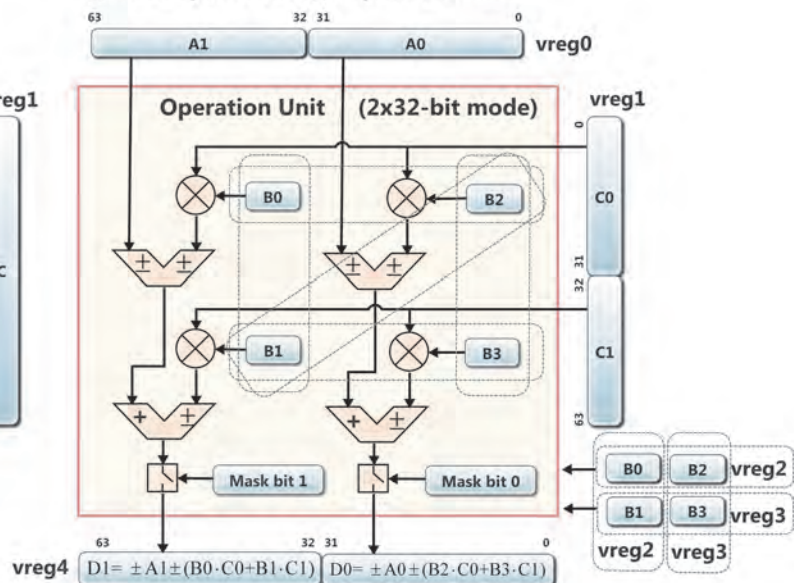 63 32 31 0
A1 A0 vreg0
Operation Unit (2x32-bit mode)
vreg1
0
B0 B2
C0
± ± ± ±
31
32
B1 B3
C1
+ ± + ±
63
Mask bit 1 Mask bit 0
B0 B2 vreg2
B1 B3 vreg3
vreg2 vreg3
63 32 31 0
vreg4 D1= ±A1±(B0·C0+B1·C1) D0= ±A0±(B2·C0+B3·C1)